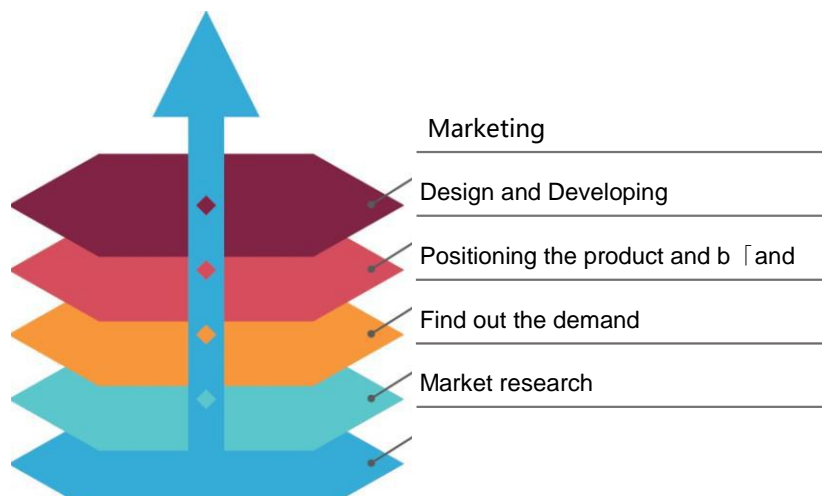 Marketing
Design and Developing
Positioning the product and b「and
Find out the demand
Market research